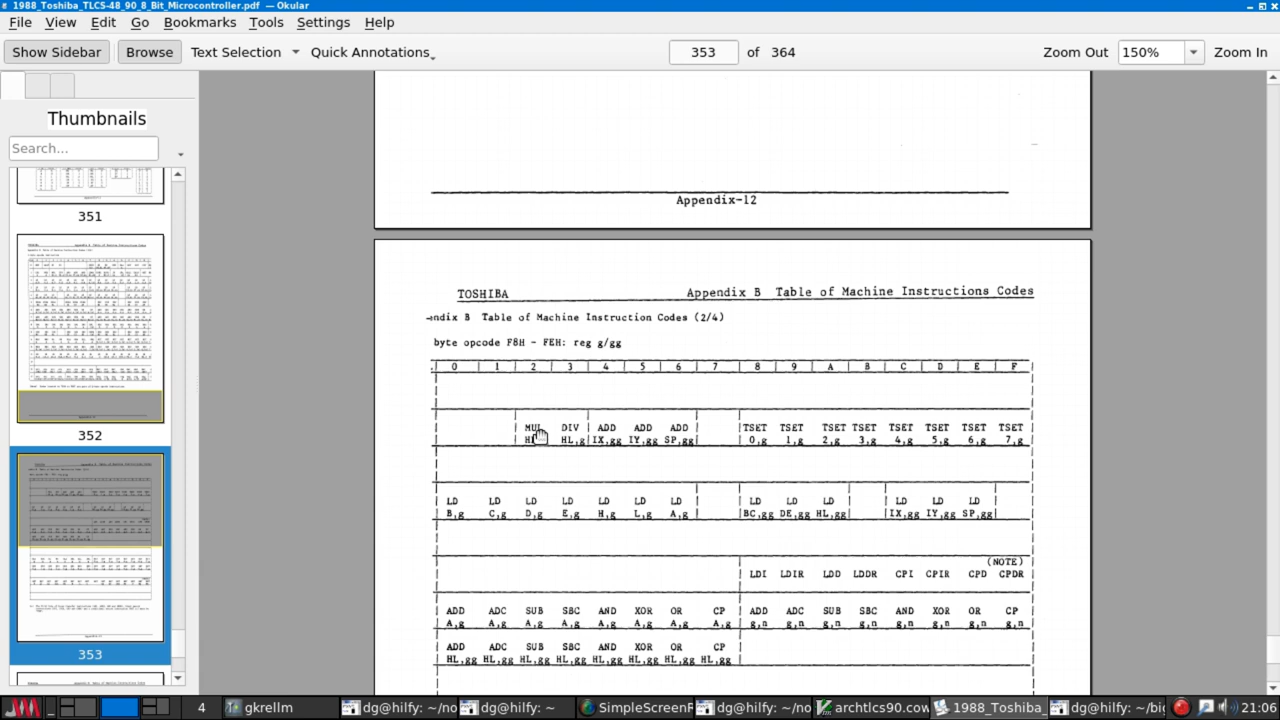 1988_Toshiba_TLCS-48_90_8_Bit_Microcontroller.pdf — Okular
File View Edit Go Bookmarks Tools Settings Help
Show Sidebar Browse Text Selection Quick Annotations 353 of 364 Zoom Out 150% Zoom In
Thumbnails
Search...
351
352
353
Appendix-12
TOSHIBA Appendix B Table of Machine Instructions Codes
endix B Table of Machine Instruction Codes (2/4)
byte opcode F8H - FEH: reg g/gg
0 1 2 3 4 5 6 7 8 9 A B C D E F
MUL DIV ADD ADD ADD TSET TSET TSET TSET TSET TSET TSET TSET
HL,g IX,gg IY,gg SP,gg 0,g 1,g 2,g 3,g 4,g 5,g 6,g 7,g
LD LD LD LD LD LD LD LD LD LD LD LD LD
B,g C,g D,g E,g H,g L,g A,g BC,gg DE,gg HL,gg IX,gg IY,gg SP,gg
(NOTE)
LDI LDIR LDD LDDR CPI CPIR CPD CPDR
ADD ADC SUB SBC AND XOR OR CP ADD ADC SUB SBC AND XOR OR CP
A,g A,g A,g A,g A,g A,g A,g A,g g,n g,n g,n g,n g,n g,n g,n g,n
ADD ADC SUB SBC AND XOR OR CP
HL,gg HL,gg HL,gg HL,gg HL,gg HL,gg HL,gg HL,gg
4 gkrellm dg@hilfy: ~/no dg@hilfy: ~ SimpleScreenR dg@hilfy: ~/no archtlcs90.cow 1988_Toshiba_ dg@hilfy: ~/big 21:06